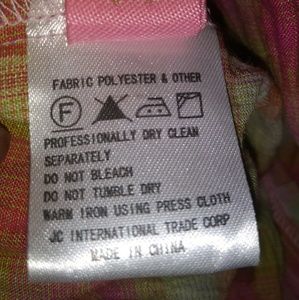 FABRIC POLYESTER & OTHER
F
PROFESSIONALLY DRY CLEAN
SEPARATELY
DO NOT BLEACH
DO NOT TUMBLE DRY
WARM IRON USING PRESS CLOTH
JC INTERNATIONAL TRADE CORP
MADE IN CHINA